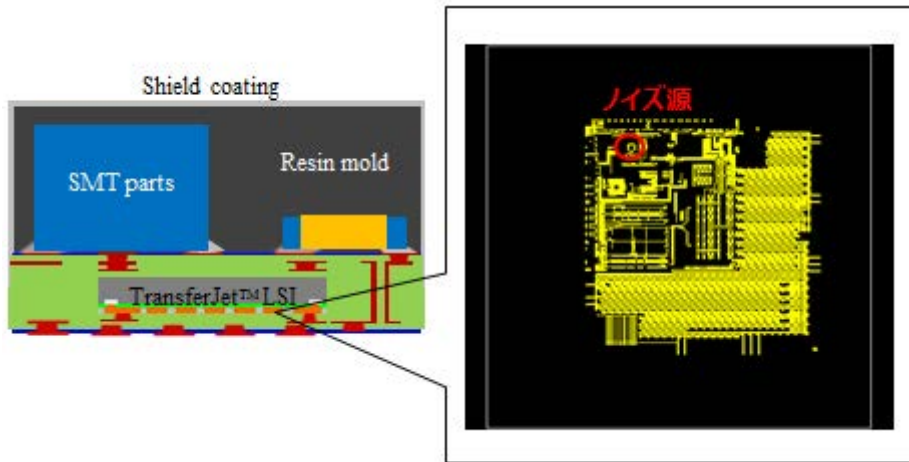 Shield coating
ノイズ源
Resin mold
SMT parts
TransferJet™ LSI